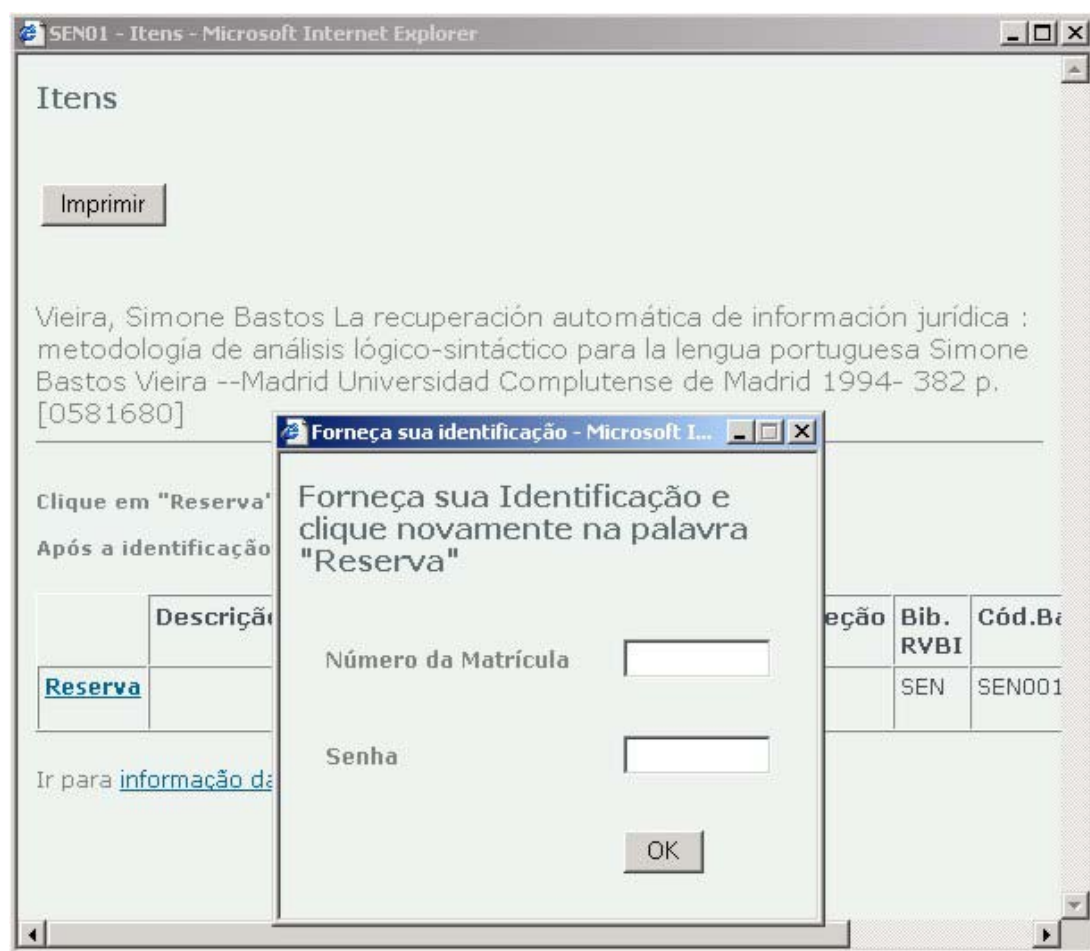 SEN01 - Itens - Microsoft Internet Explorer
Itens
Imprimir
Vieira, Simone Bastos La recuperación automática de información jurídica :
metodología de análisis lógico-sintáctico para la lengua portuguesa Simone
Bastos Vieira --Madrid Universidad Complutense de Madrid 1994- 382 p.
[0581680]
Clique em "Reserva"
Após a identificação
Descrição
eção
Bib.
RVBI
Cód.Ba
Reserva
SEN
SEN001
Ir para informação da
Forneça sua identificação - Microsoft I...
Forneça sua Identificação e
clique novamente na palavra
"Reserva"
Número da Matrícula
Senha
OK